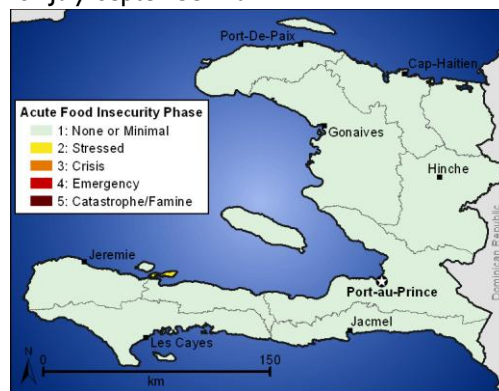 Port-De-Paix
Cap-Haitien
Acute Food Insecurity Phase
1: None or Minimal
2: Stressed
3: Crisis
4: Emergency
5: Catastrophe/Famine
Gonaives
Hinche
Dominican Republic
Jeremie
Port-au-Prince
Jacmel
Les Cayes
N
0
150
km